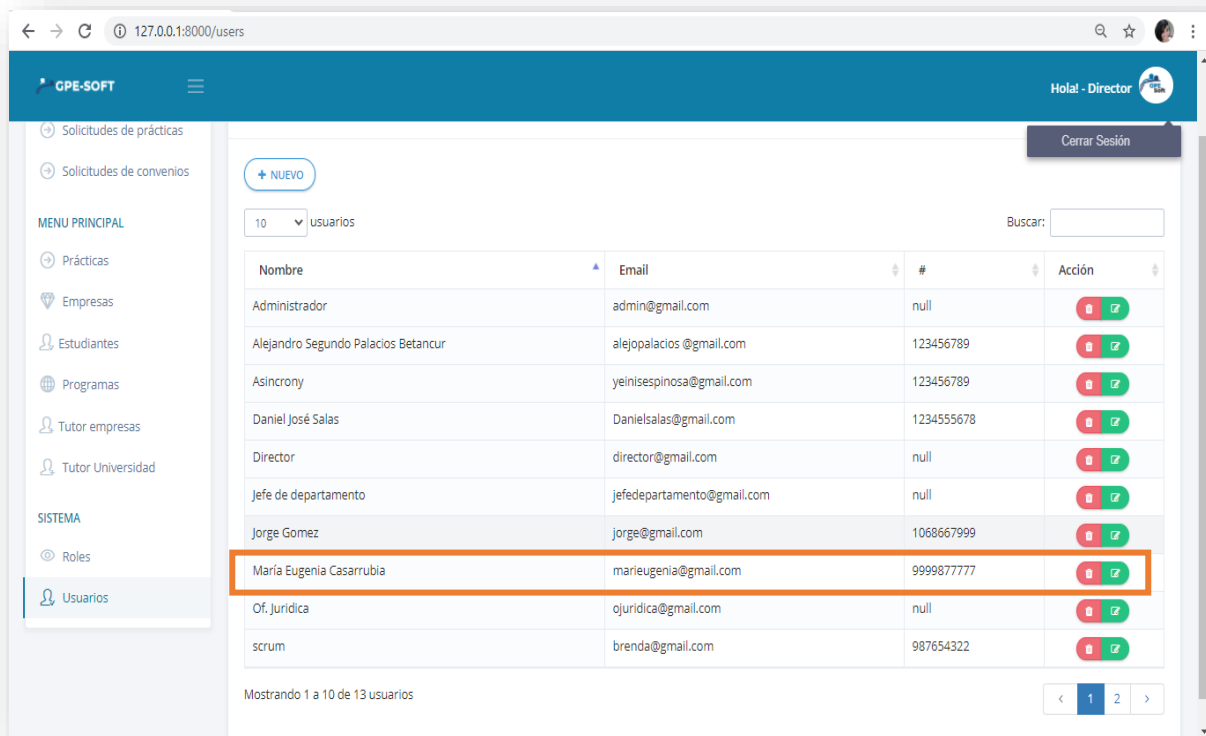 127.0.0.1:8000/users
GPE-SOFT
Hola! - Director
GPE Soft
Cerrar Sesión
Solicitudes de prácticas
Solicitudes de convenios
MENU PRINCIPAL
Prácticas
Empresas
Estudiantes
Programas
Tutor empresas
Tutor Universidad
SISTEMA
Roles
Usuarios
+ NUEVO
10 usuarios Buscar:
Nombre Email # Acción
Administrador admin@gmail.com null
Alejandro Segundo Palacios Betancur alejopalacios @gmail.com 123456789
Asincrony yeinisespinosa@gmail.com 123456789
Daniel José Salas Danielsalas@gmail.com 1234555678
Director director@gmail.com null
Jefe de departamento jefedepartamento@gmail.com null
Jorge Gomez jorge@gmail.com 1068667999
María Eugenia Casarrubia marieugenia@gmail.com 9999877777
Of. Juridica ojuridica@gmail.com null
scrum brenda@gmail.com 987654322
Mostrando 1 a 10 de 13 usuarios
< 1 2 >